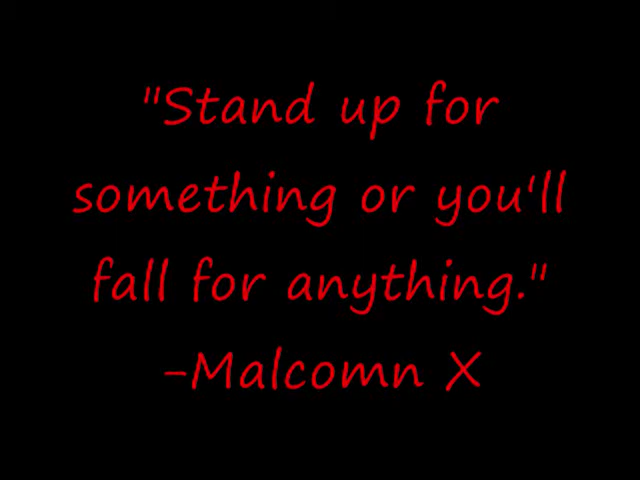 "Stand up for
something or you'll
fall for anything."
-Malcomn X